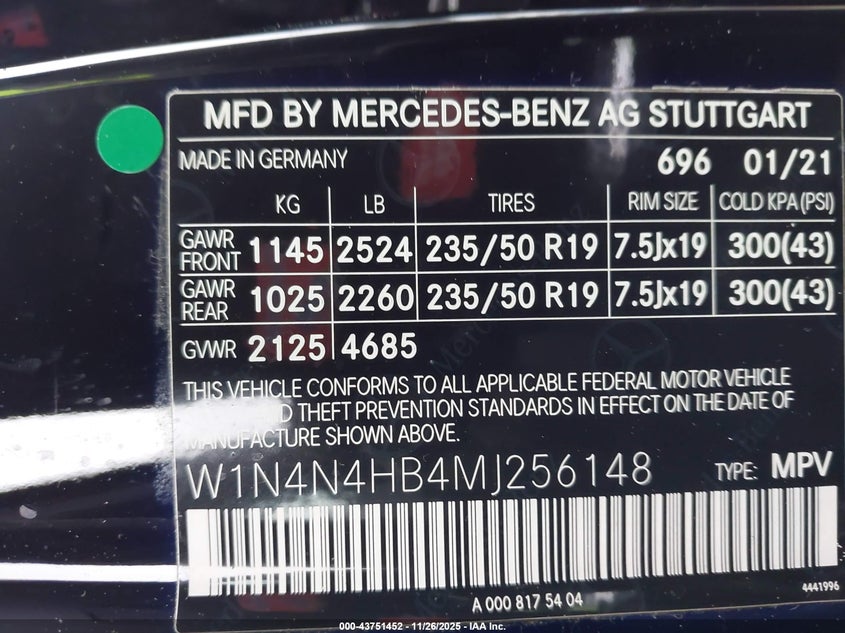 MFD BY MERCEDES-BENZ AG STUTTGART
MADE IN GERMANY 696 01/21
KG LB TIRES RIM SIZE COLD KPA (PSI)
GAWR FRONT 1145 2524 235/50 R19 7.5Jx19 300(43)
GAWR REAR 1025 2260 235/50 R19 7.5Jx19 300(43)
GVWR 2125 4685
THIS VEHICLE CONFORMS TO ALL APPLICABLE FEDERAL MOTOR VEHICLE
THEFT PREVENTION STANDARDS IN EFFECT ON THE DATE OF
MANUFACTURE SHOWN ABOVE.
W1N4N4HB4MJ256148 TYPE: MPV
4441996
A 000 817 54 04
000-43751452 - 11/26/2025 - IAA Inc.